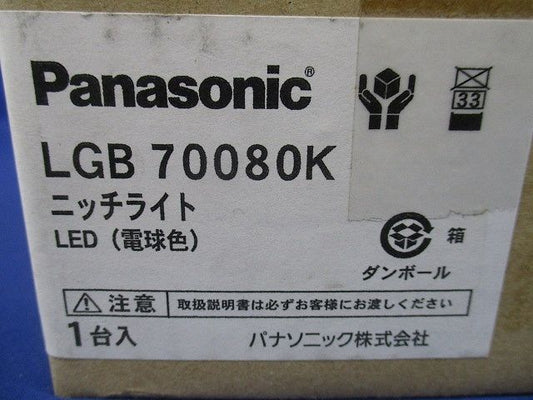 Panasonic®
LGB 70080K
ニッチライト
LED（電球色）
33
箱
ダンボール
注意 取扱説明書は必ずお客様にお渡しください
1台入
パナソニック株式会社